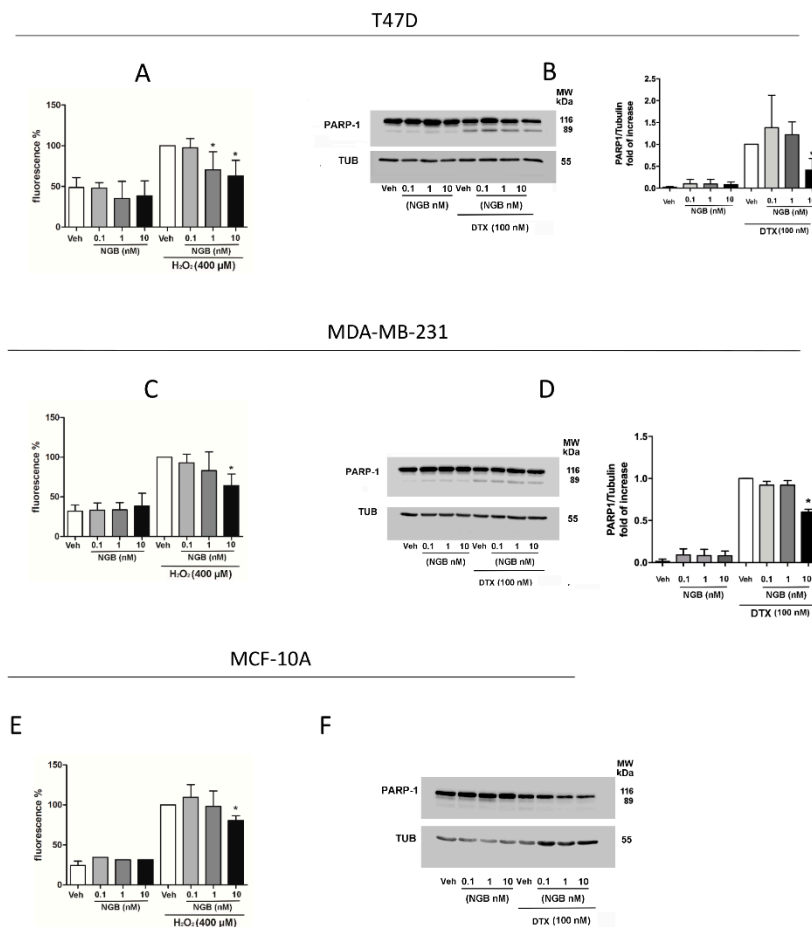 T47D
A
fluorescence %
150
100
50
0
Veh 0.1 1 10 Veh 0.1 1 10
* *
NGB (nM) NGB (nM)
H₂O₂ (400 µM)
B
MW
kDa
PARP-1 116
89
TUB 55
Veh 0.1 1 10 Veh 0.1 1 10
(NGB nM) (NGB nM)
DTX (100 nM)
PARP1/Tubulin
fold of increase
2.5
2.0
1.5
1.0
0.5
0.0
*
Veh 0.1 1 10 Veh 0.1 1 10
NGB (nM) NGB (nM)
DTX (100 nM)
MDA-MB-231
C
fluorescence %
150
100
50
0
*
Veh 0.1 1 10 Veh 0.1 1 10
NGB (nM) NGB (nM)
H₂O₂ (400 µM)
D
MW
kDa
PARP-1 116
89
TUB 55
Veh 0.1 1 10 Veh 0.1 1 10
(NGB nM) (NGB nM)
DTX (100 nM)
PARP1/Tubulin
fold of increase
1.5
1.0
0.5
0.0
*
Veh 0.1 1 10 Veh 0.1 1 10
NGB (nM) NGB (nM)
DTX (100 nM)
MCF-10A
E
fluorescence %
150
100
50
0
*
Veh 0.1 1 10 Veh 0.1 1 10
NGB (nM) NGB (nM)
H₂O₂ (400 µM)
F
MW
kDa
PARP-1 116
89
TUB 55
Veh 0.1 1 10 Veh 0.1 1 10
(NGB nM) (NGB nM)
DTX (100 nM)